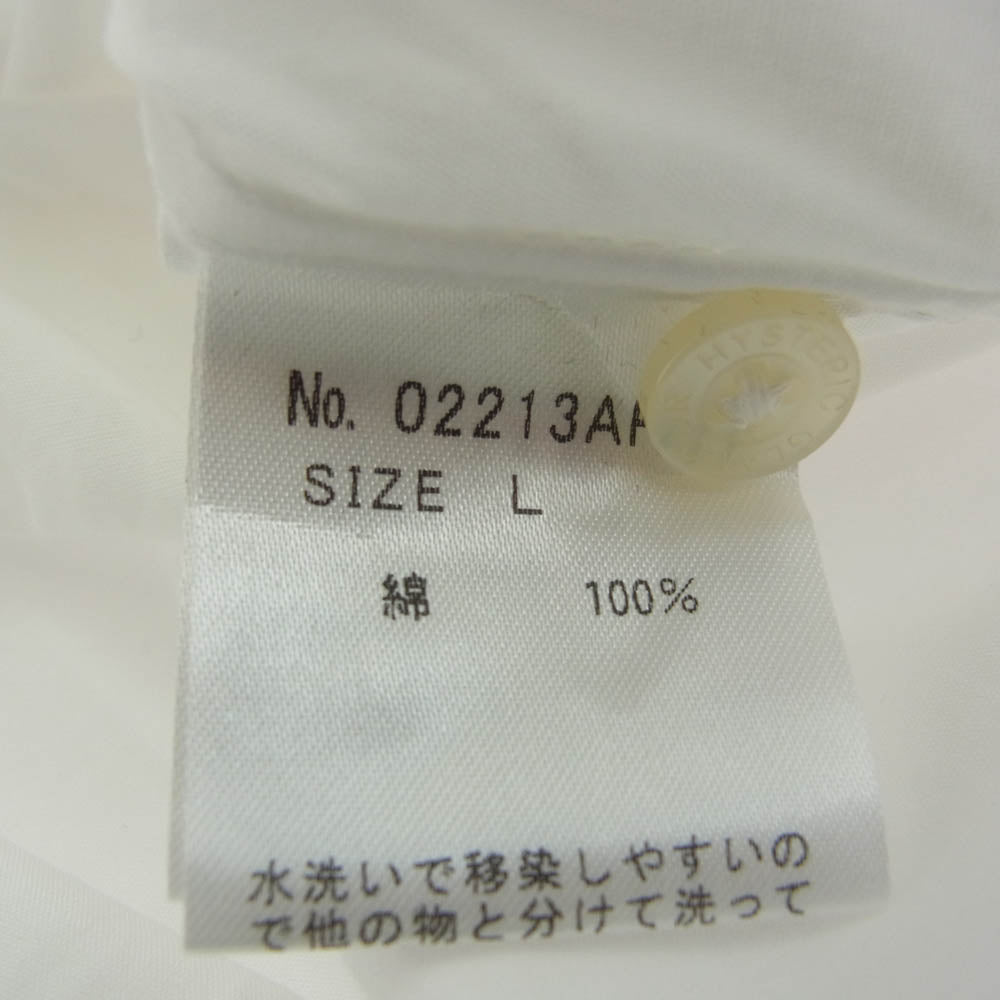 HYSTERIC
No. 02213A
SIZE L
綿 100%
水洗いで移染しやすいの
で他の物と分けて洗って